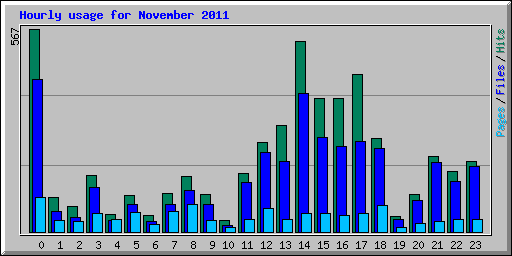 Hourly usage for November 2011
567
Pages / Files / Hits
0 1 2 3 4 5 6 7 8 9 10 11 12 13 14 15 16 17 18 19 20 21 22 23